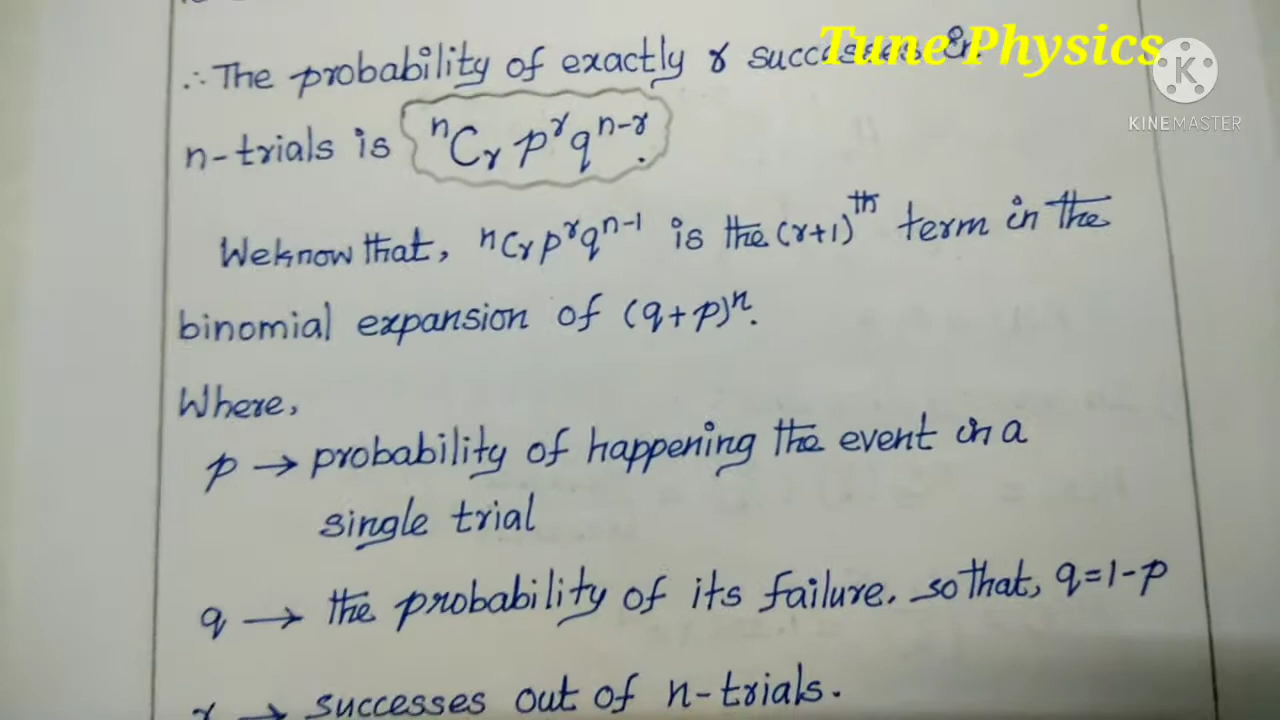 Tune Physics
KINEMASTER
∴ The probability of exactly r successes in
n-trials is ⁿCᵣ pʳ qⁿ⁻ʳ.
We know that, ⁿCᵣ pʳ qⁿ⁻¹ is the (r+1)ᵗʰ term in the
binomial expansion of (q+p)ⁿ.
Where,
p → probability of happening the event in a
single trial
q → the probability of its failure. so that, q=1-p
r → successes out of n-trials.